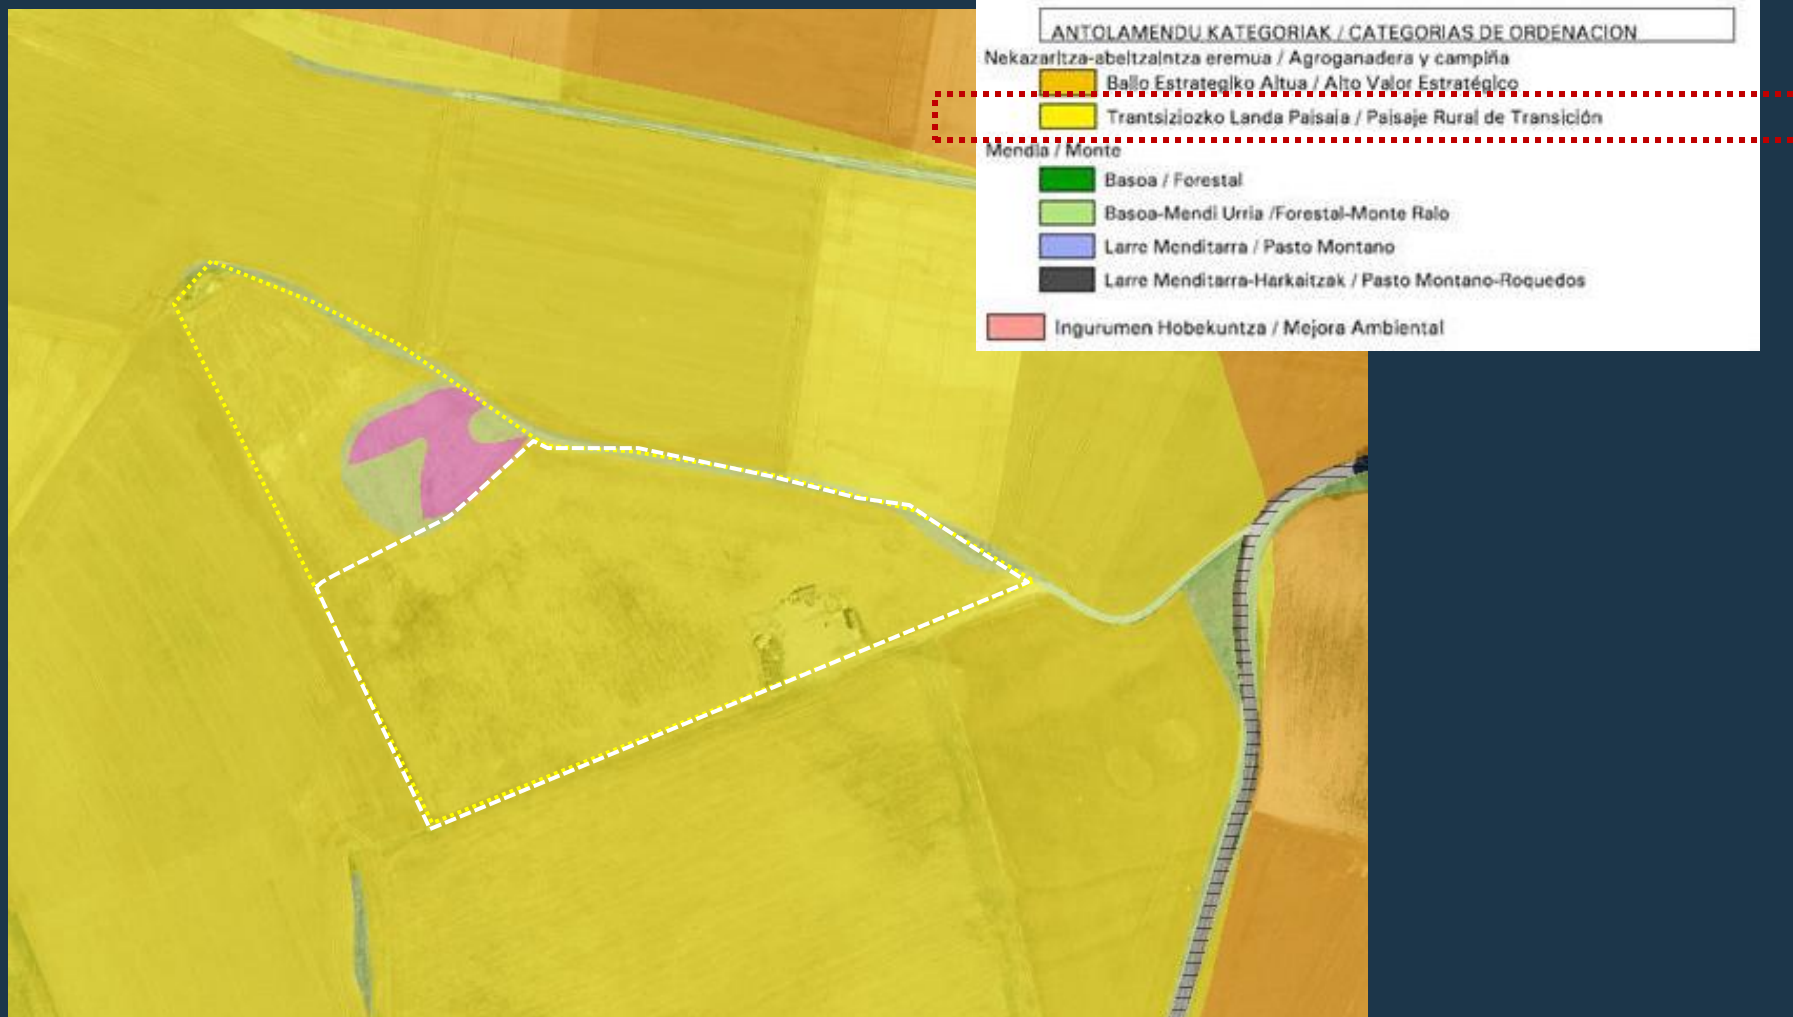 ANTOLAMENDU KATEGORIAK / CATEGORIAS DE ORDENACION
Nekazaritza-abeltzaintza eremua / Agroganadera y campiña
Balio Estrategiko Altua / Alto Valor Estratégico
Trantsiziozko Landa Paisaia / Paisaje Rural de Transición
Mendia / Monte
Basoa / Forestal
Basoa-Mendi Urria /Forestal-Monte Ralo
Larre Menditarra / Pasto Montano
Larre Menditarra-Harkaitzak / Pasto Montano-Roquedos
Ingurumen Hobekuntza / Mejora Ambiental